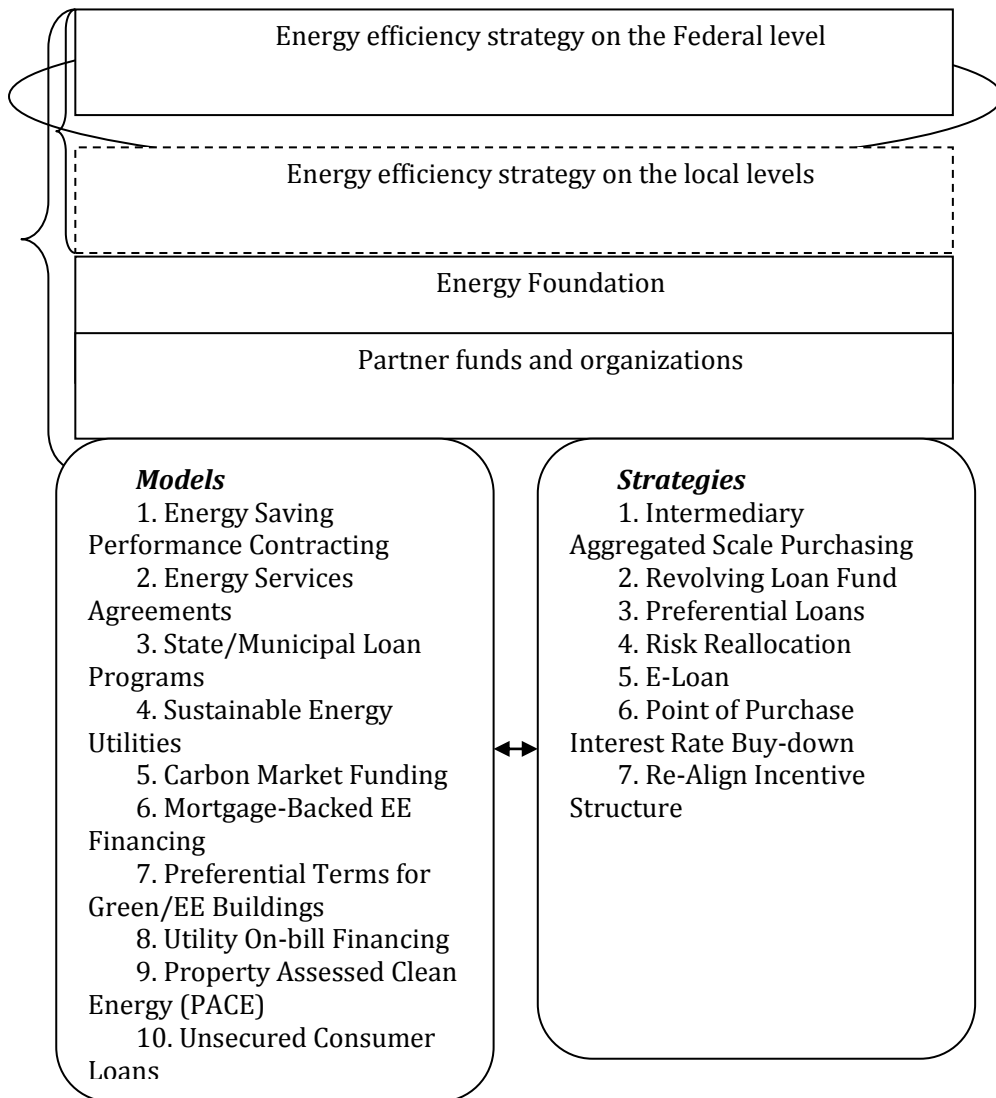 Energy efficiency strategy on the Federal level
Energy efficiency strategy on the local levels
Energy Foundation
Partner funds and organizations
Models
1. Energy Saving
Performance Contracting
2. Energy Services
Agreements
3. State/Municipal Loan
Programs
4. Sustainable Energy
Utilities
5. Carbon Market Funding
6. Mortgage-Backed EE
Financing
7. Preferential Terms for
Green/EE Buildings
8. Utility On-bill Financing
9. Property Assessed Clean
Energy (PACE)
10. Unsecured Consumer
Loans
Strategies
1. Intermediary
Aggregated Scale Purchasing
2. Revolving Loan Fund
3. Preferential Loans
4. Risk Reallocation
5. E-Loan
6. Point of Purchase
Interest Rate Buy-down
7. Re-Align Incentive
Structure